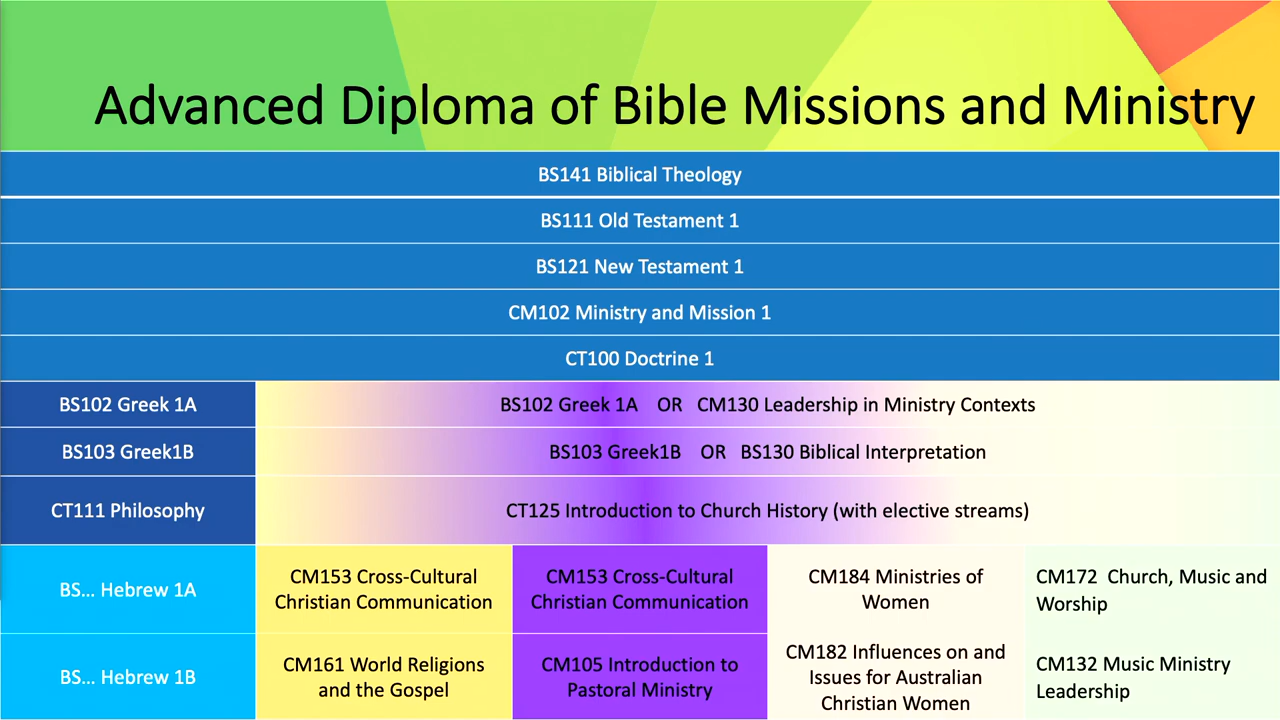 Advanced Diploma of Bible Missions and Ministry
BS141 Biblical Theology
BS111 Old Testament 1
BS121 New Testament 1
CM102 Ministry and Mission 1
CT100 Doctrine 1
BS102 Greek 1A
BS102 Greek 1A OR CM130 Leadership in Ministry Contexts
BS103 Greek1B
BS103 Greek1B OR BS130 Biblical Interpretation
CT111 Philosophy
CT125 Introduction to Church History (with elective streams)
BS... Hebrew 1A
CM153 Cross-Cultural
Christian Communication
CM153 Cross-Cultural
Christian Communication
CM184 Ministries of
Women
CM172 Church, Music and
Worship
BS... Hebrew 1B
CM161 World Religions
and the Gospel
CM105 Introduction to
Pastoral Ministry
CM182 Influences on and
Issues for Australian
Christian Women
CM132 Music Ministry
Leadership